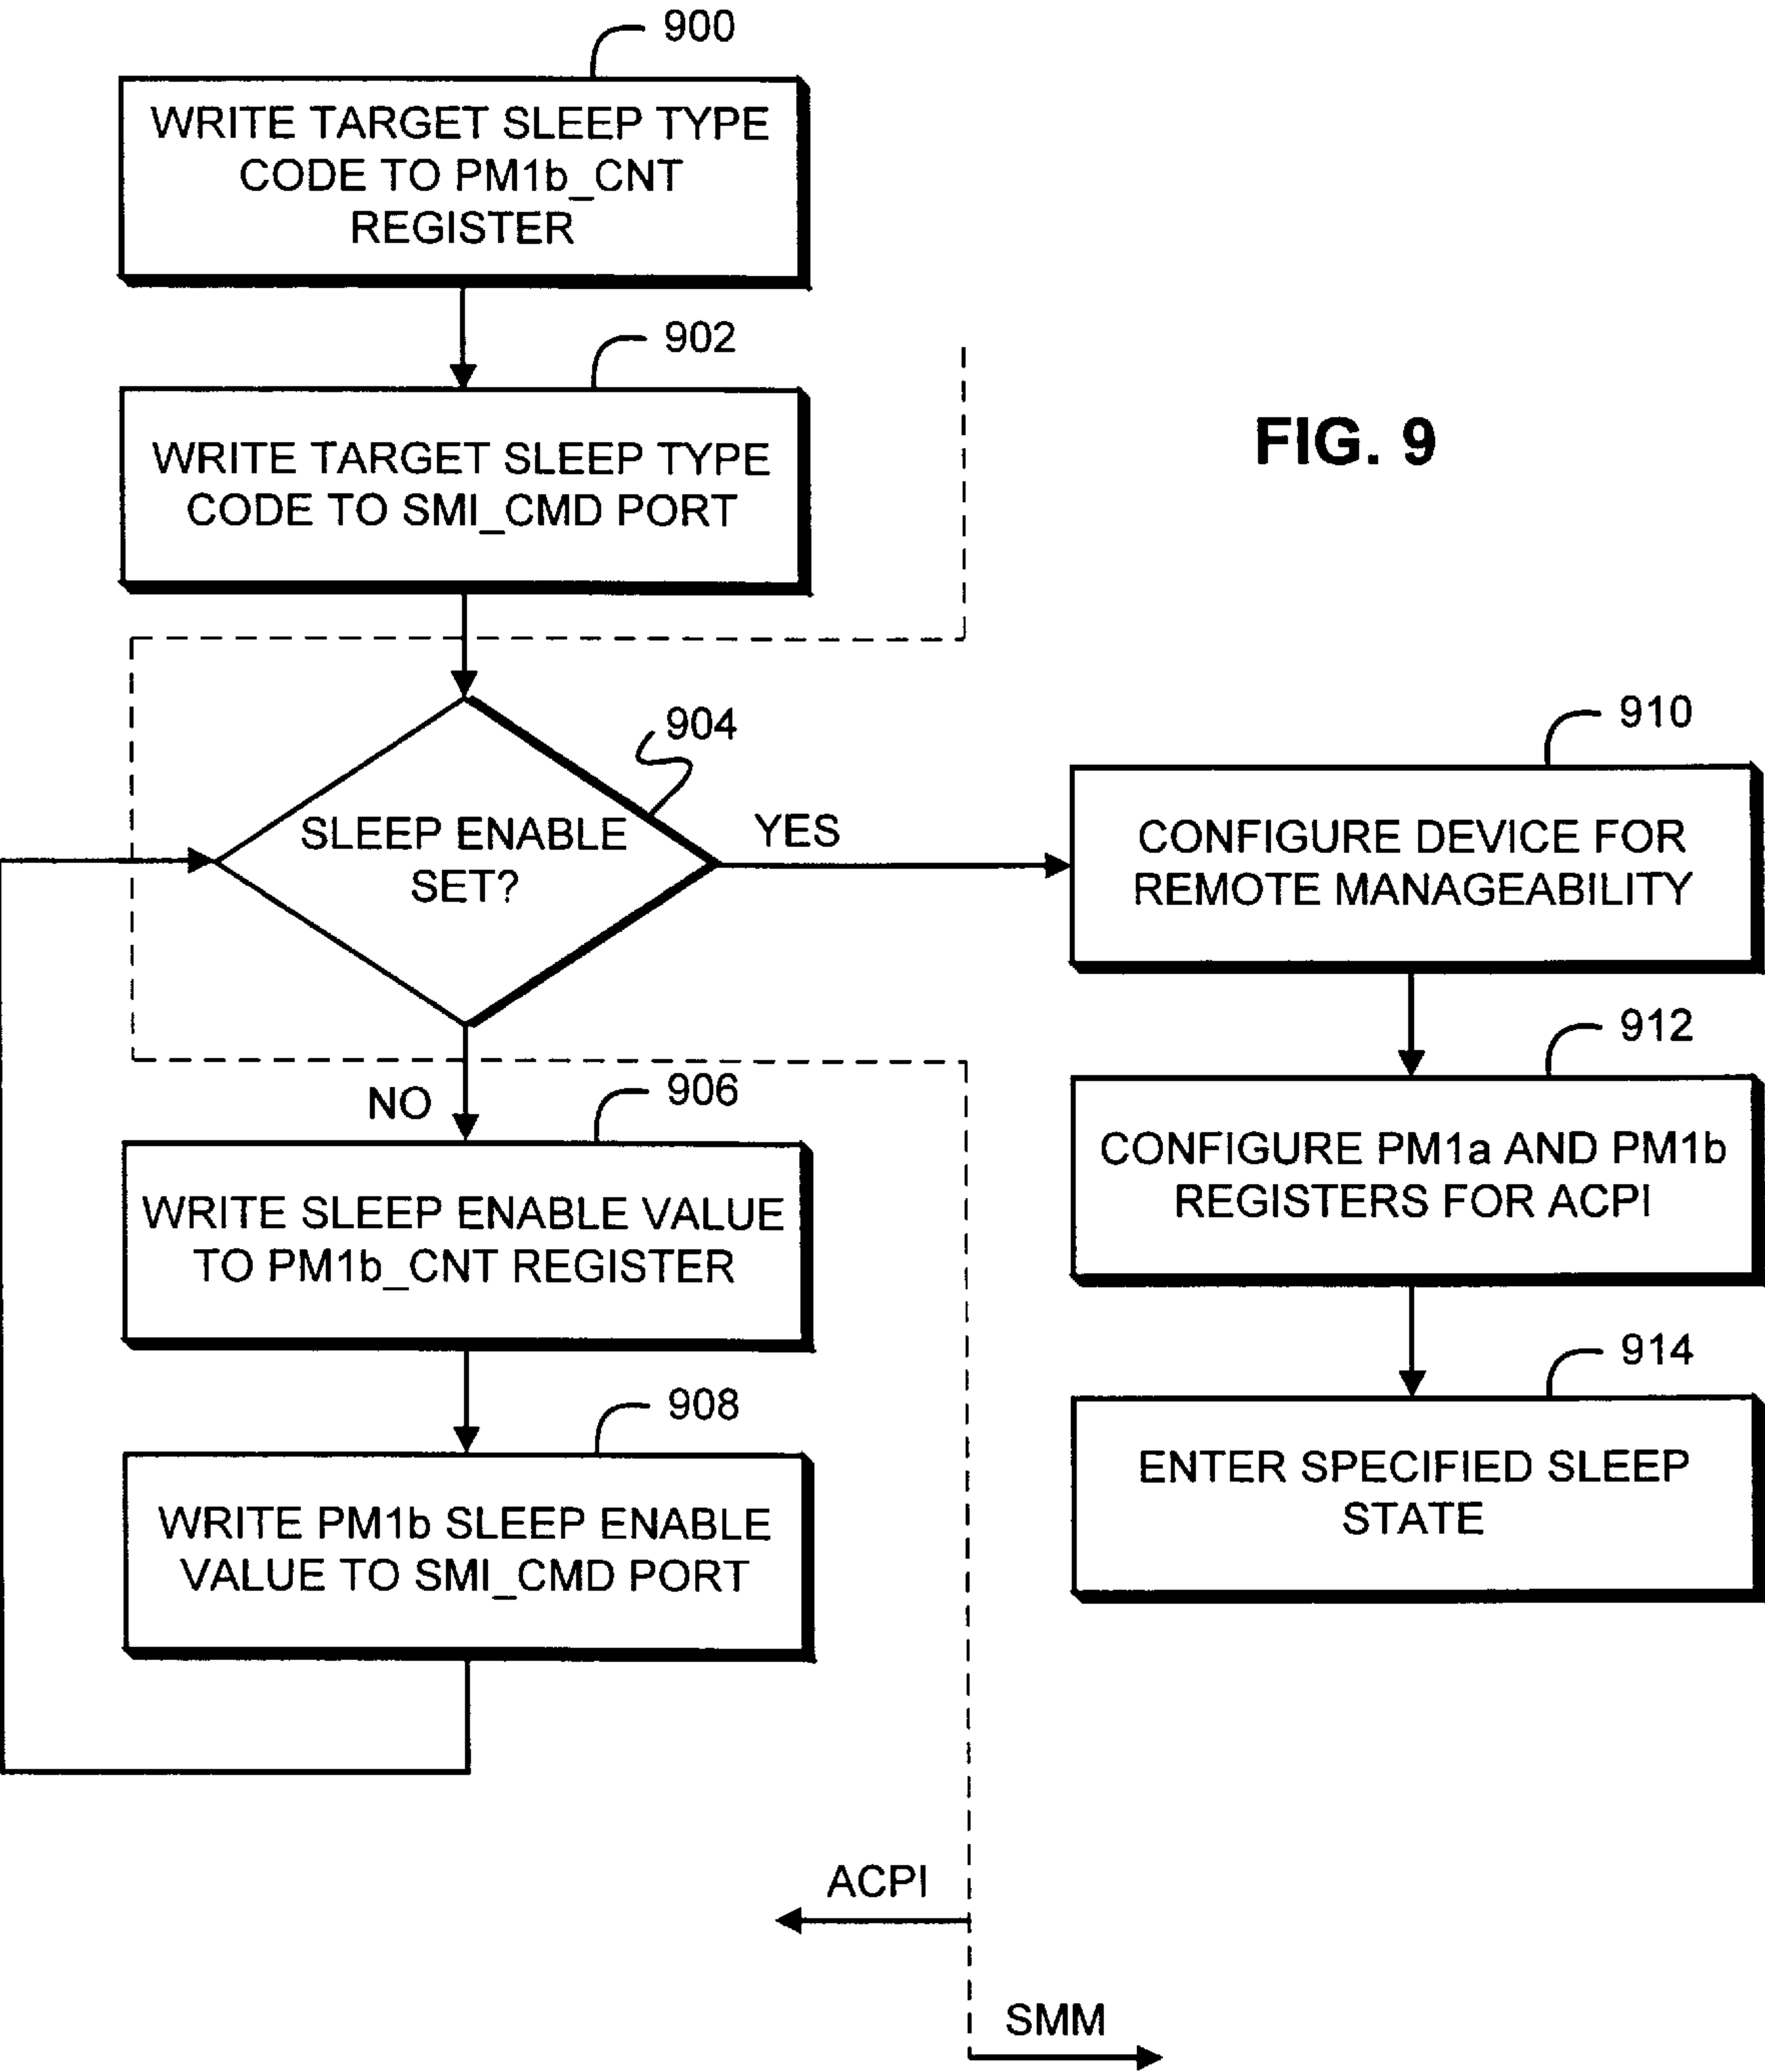 900
WRITE TARGET SLEEP TYPE
CODE TO PM1b_CNT
REGISTER
902
WRITE TARGET SLEEP TYPE
CODE TO SMI_CMD PORT
FIG. 9
904
SLEEP ENABLE
SET?
YES
NO
906
WRITE SLEEP ENABLE VALUE
TO PM1b_CNT REGISTER
908
WRITE PM1b SLEEP ENABLE
VALUE TO SMI_CMD PORT
910
CONFIGURE DEVICE FOR
REMOTE MANAGEABILITY
912
CONFIGURE PM1a AND PM1b
REGISTERS FOR ACPI
914
ENTER SPECIFIED SLEEP
STATE
ACPI
SMM